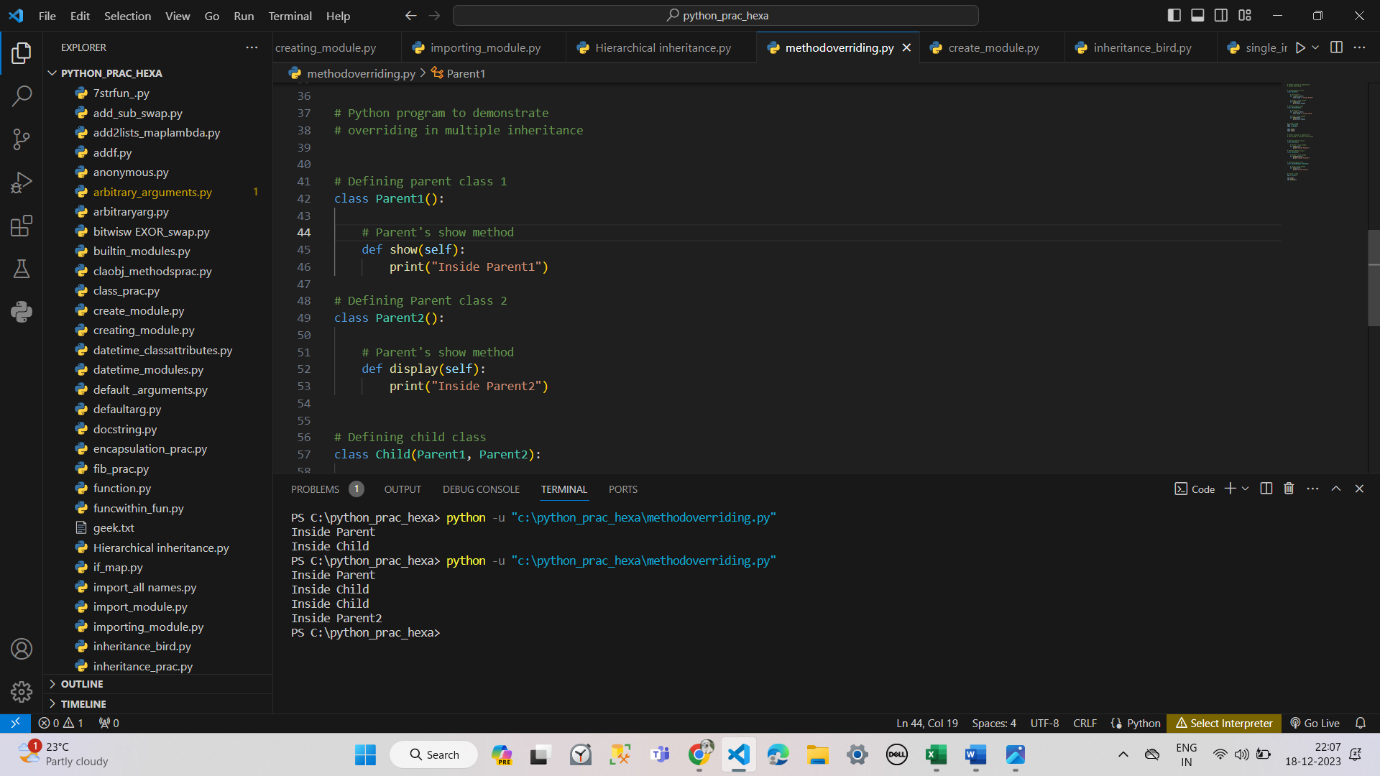 File Edit Selection View Go Run Terminal Help
python_prac_hexa
EXPLORER
creating_module.py importing_module.py Hierarchical inheritance.py methodoverriding.py create_module.py inheritance_bird.py single_ir
methodoverriding.py > Parent1
PYTHON_PRAC_HEXA
7strfun_.py
add_sub_swap.py
add2lists_maplambda.py
addf.py
anonymous.py
arbitrary_arguments.py 1
arbitraryarg.py
bitwisw EXOR_swap.py
builtin_modules.py
claobj_methodsprac.py
class_prac.py
create_module.py
creating_module.py
datetime_classattributes.py
datetime_modules.py
default _arguments.py
defaultarg.py
docstring.py
encapsulation_prac.py
fib_prac.py
function.py
funcwithin_fun.py
geek.txt
Hierarchical inheritance.py
if_map.py
import_all names.py
import_module.py
importing_module.py
inheritance_bird.py
inheritance_prac.py
OUTLINE
TIMELINE
36
37 # Python program to demonstrate
38 # overriding in multiple inheritance
39
40
41 # Defining parent class 1
42 class Parent1():
43
44 # Parent's show method
45 def show(self):
46 print("Inside Parent1")
47
48 # Defining Parent class 2
49 class Parent2():
50
51 # Parent's show method
52 def display(self):
53 print("Inside Parent2")
54
55
56 # Defining child class
57 class Child(Parent1, Parent2):
58
PROBLEMS 1 OUTPUT DEBUG CONSOLE TERMINAL PORTS
Code
PS C:\python_prac_hexa> python -u "c:\python_prac_hexa\methodoverriding.py"
Inside Parent
Inside Child
PS C:\python_prac_hexa> python -u "c:\python_prac_hexa\methodoverriding.py"
Inside Parent
Inside Child
Inside Child
Inside Parent2
PS C:\python_prac_hexa>
0 1 0
Ln 44, Col 19 Spaces: 4 UTF-8 CRLF Python Select Interpreter Go Live
1 23°C
Partly cloudy
Search
PRE
DELL
ENG
IN
22:07
18-12-2023